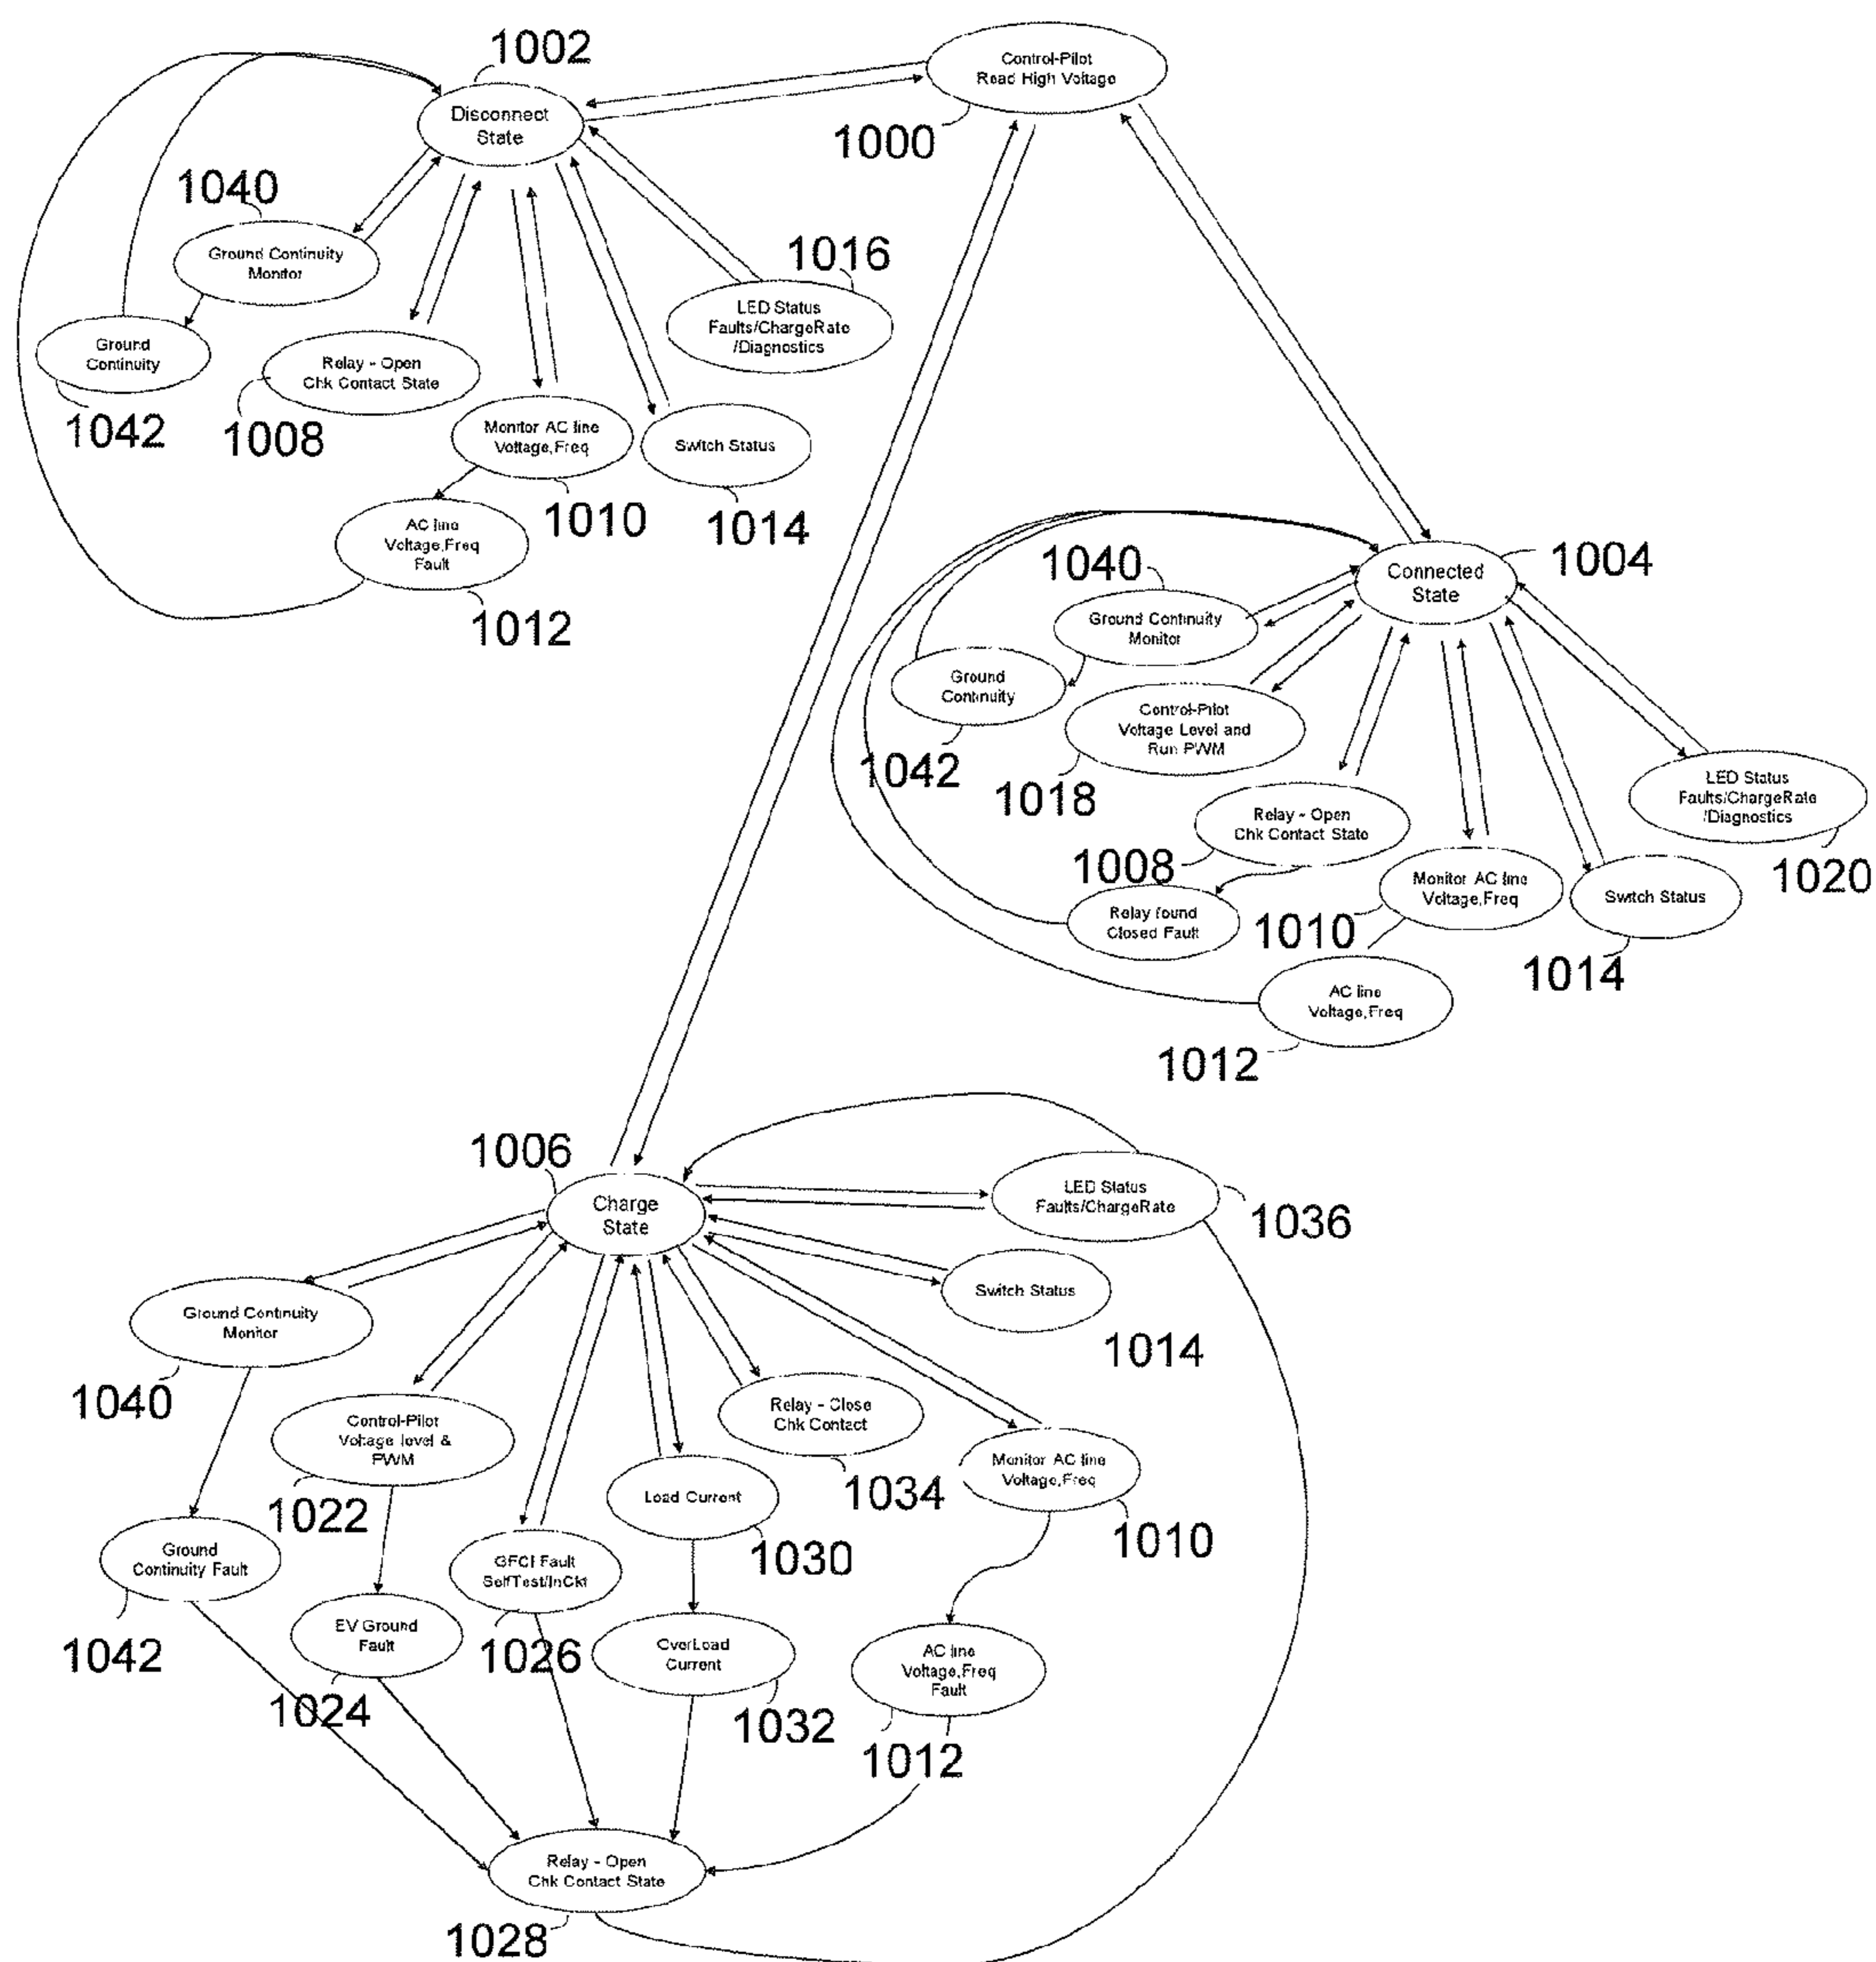 1002
Control-Pilot
Read High Voltage
1000
Disconnect
State
1040
Ground Continuity
Monitor
1016
LED Status
Faults/ChargeRate
/Diagnostics
Ground
Continuity
1042
Relay - Open
Chk Contact State
1008
Monitor AC line
Voltage,Freq
1010
Switch Status
1014
AC line
Voltage,Freq
Fault
1012
Connected
State
1004
1040
Ground Continuity
Monitor
Ground
Continuity
1042
Control-Pilot
Voltage Level and
Run PWM
1018
LED Status
Faults/ChargeRate
/Diagnostics
1020
Relay - Open
Chk Contact State
1008
Relay found
Closed Fault
Monitor AC line
Voltage,Freq
1010
Switch Status
1014
AC line
Voltage,Freq
1012
1006
Charge
State
LED Status
Faults/ChargeRate
1036
Switch Status
1014
Ground Continuity
Monitor
1040
Control-Pilot
Voltage level &
PWM
1022
Relay - Close
Chk Contact
1034
Load Current
1030
Monitor AC line
Voltage,Freq
1010
Ground
Continuity Fault
1042
GFCI Fault
SelfTest/InCkt
1026
EV Ground
Fault
1024
OverLoad
Current
1032
AC line
Voltage,Freq
Fault
1012
Relay - Open
Chk Contact State
1028